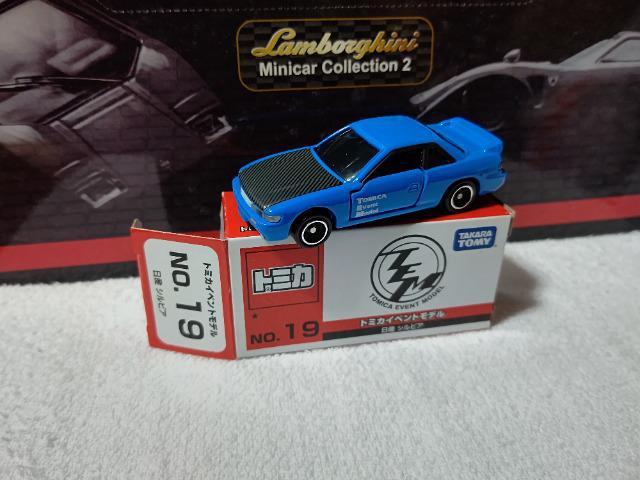 Lamborghini
Minicar Collection 2
TOMICA
EVENT
MODEL
トミカイベントモデル
NO. 19
日産 シルビア
トミカ
NO. 19
TEM
TOMICA EVENT MODEL
トミカイベントモデル
日産 シルビア
TAKARA
TOMY